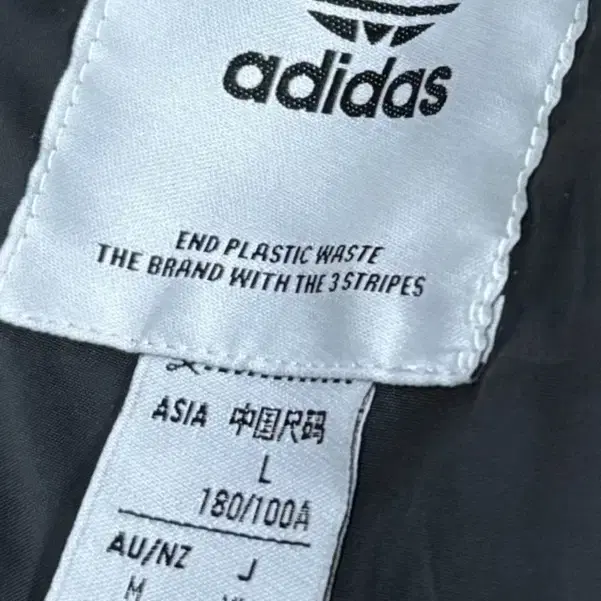 adidas
END PLASTIC WASTE
THE BRAND WITH THE 3 STRIPES
ASIA 中国尺码
L
180/100A
AU/NZ J
M